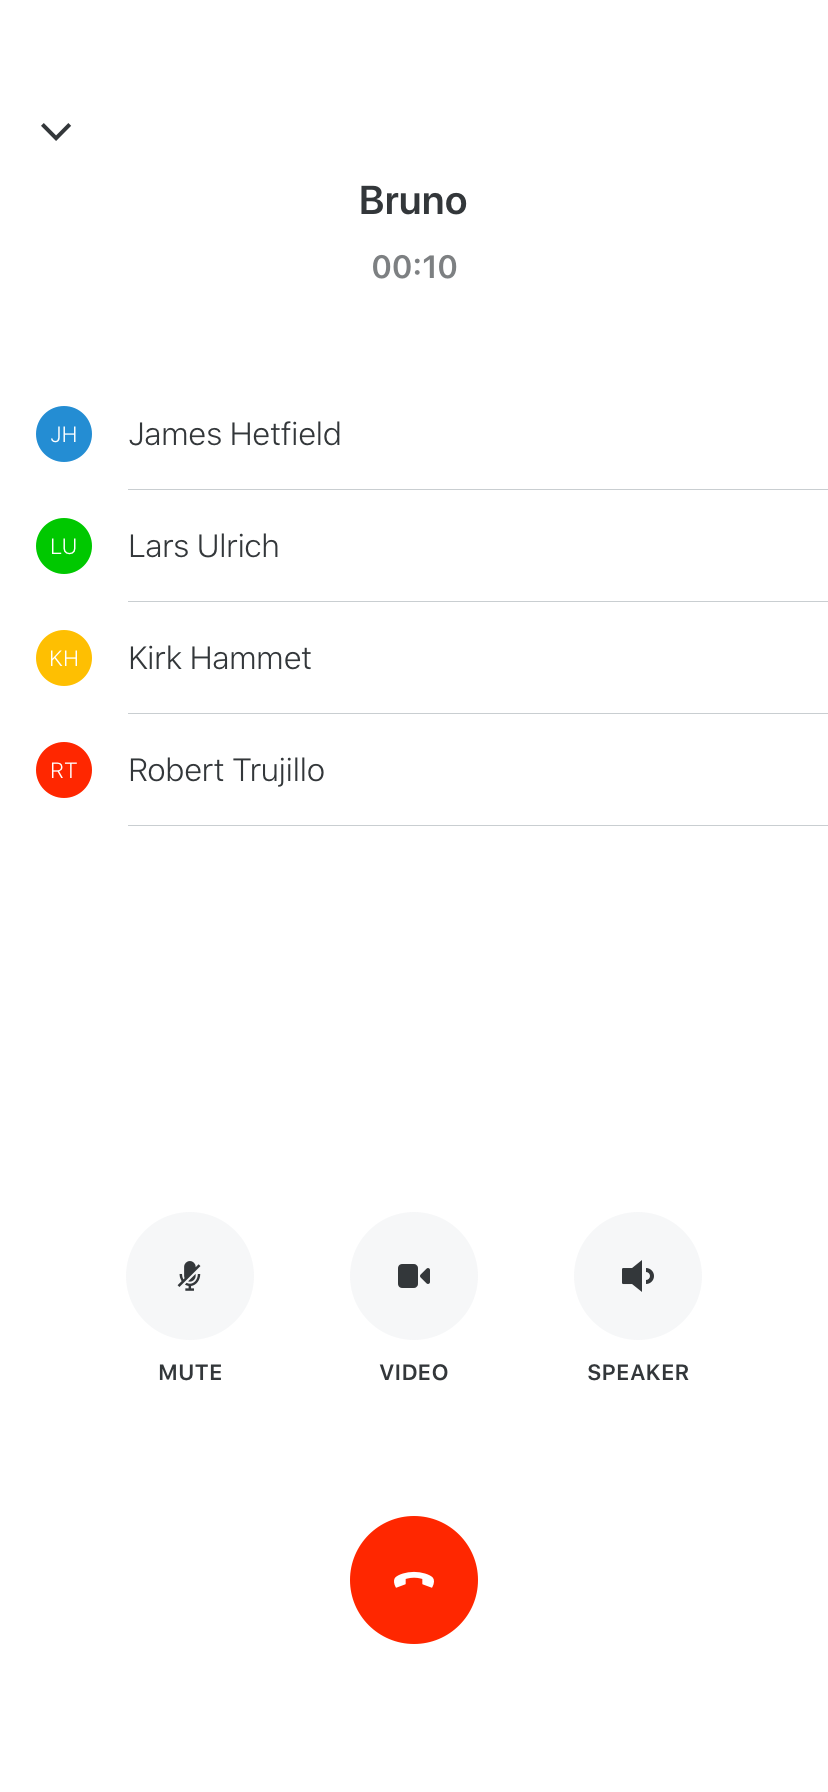 Bruno
00:10
JH James Hetfield
LU Lars Ulrich
KH Kirk Hammet
RT Robert Trujillo
MUTE VIDEO SPEAKER